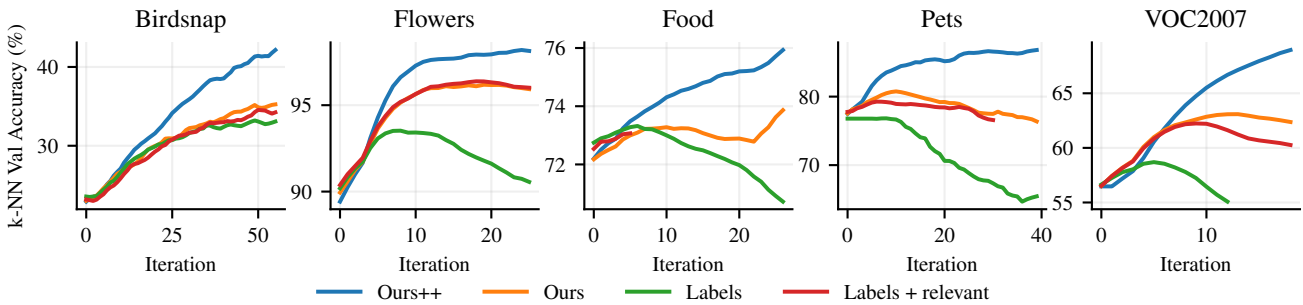 Birdsnap
Flowers
Food
Pets
VOC2007
k-NN Val Accuracy (%)
40
30
0
25
50
Iteration
95
90
0
10
20
Iteration
76
74
72
0
10
20
Iteration
80
70
0
20
40
Iteration
65
60
55
0
10
Iteration
Ours++
Ours
Labels
Labels + relevant